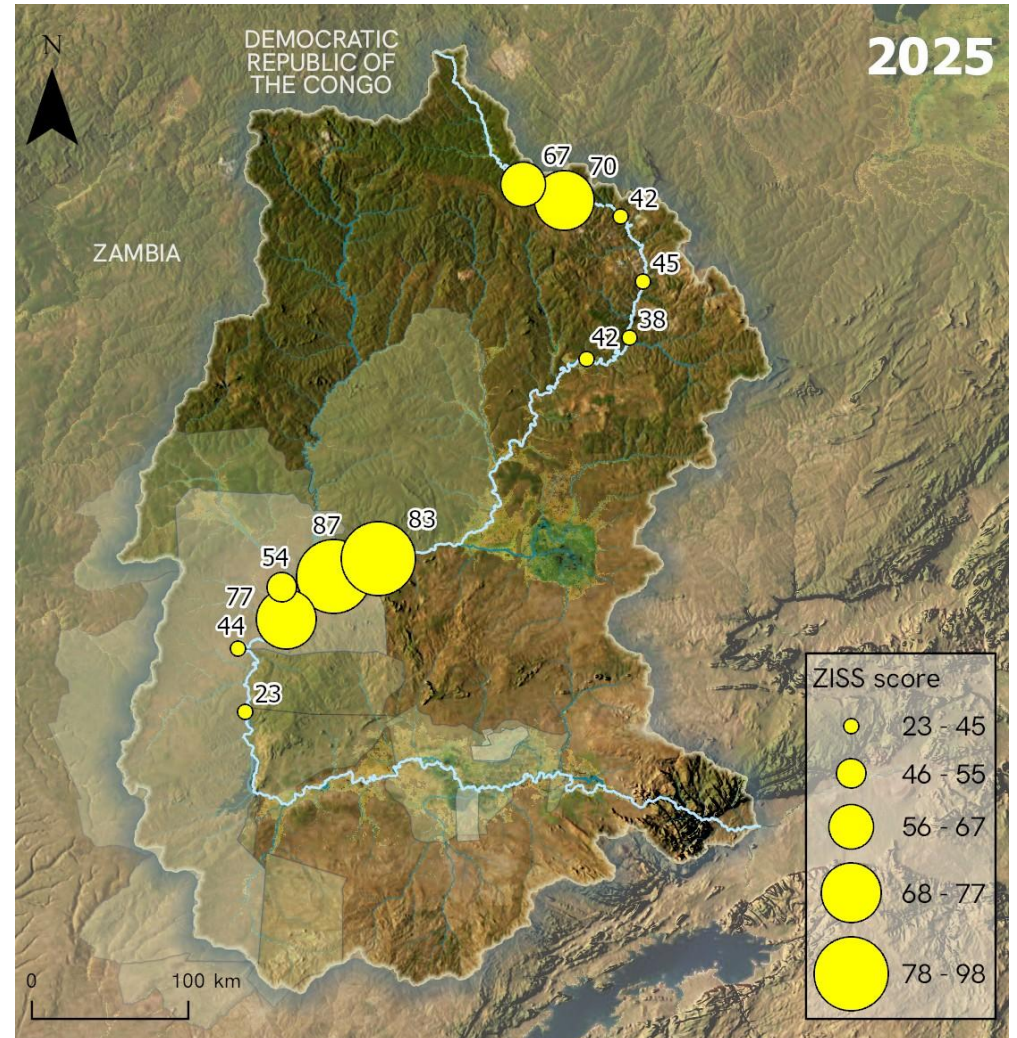 N
DEMOCRATIC
REPUBLIC OF
THE CONGO
2025
67
70
42
ZAMBIA
45
38
42
83
87
54
77
44
23
ZISS score
23 - 45
46 - 55
56 - 67
68 - 77
78 - 98
0 100 km